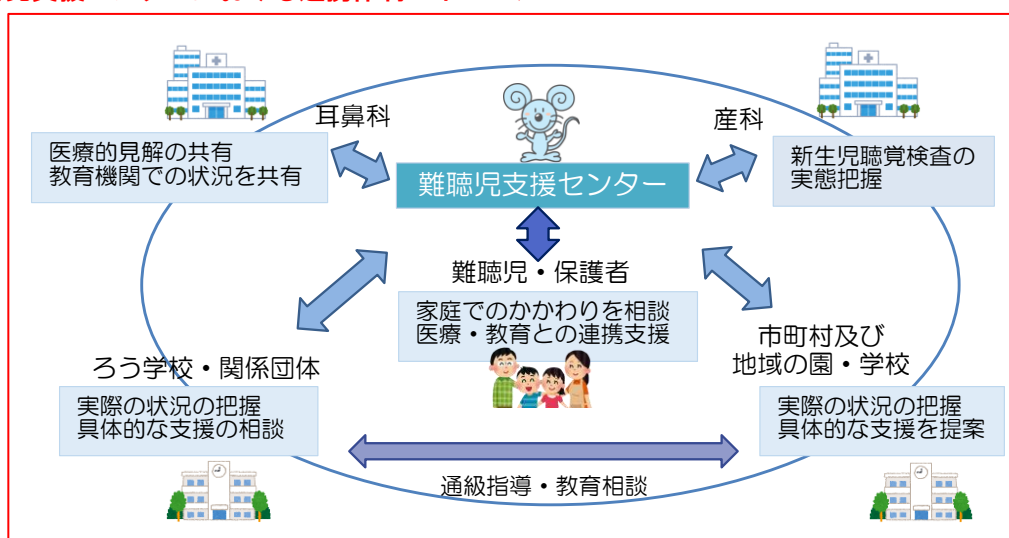 耳鼻科
産科
医療的見解の共有
教育機関での状況を共有
難聴児支援センター
新生児聴覚検査の
実態把握
難聴児・保護者
家庭でのかかわりを相談
医療・教育との連携支援
ろう学校・関係団体
実際の状況の把握
具体的な支援の相談
市町村及び
地域の園・学校
実際の状況の把握
具体的な支援を提案
通級指導・教育相談